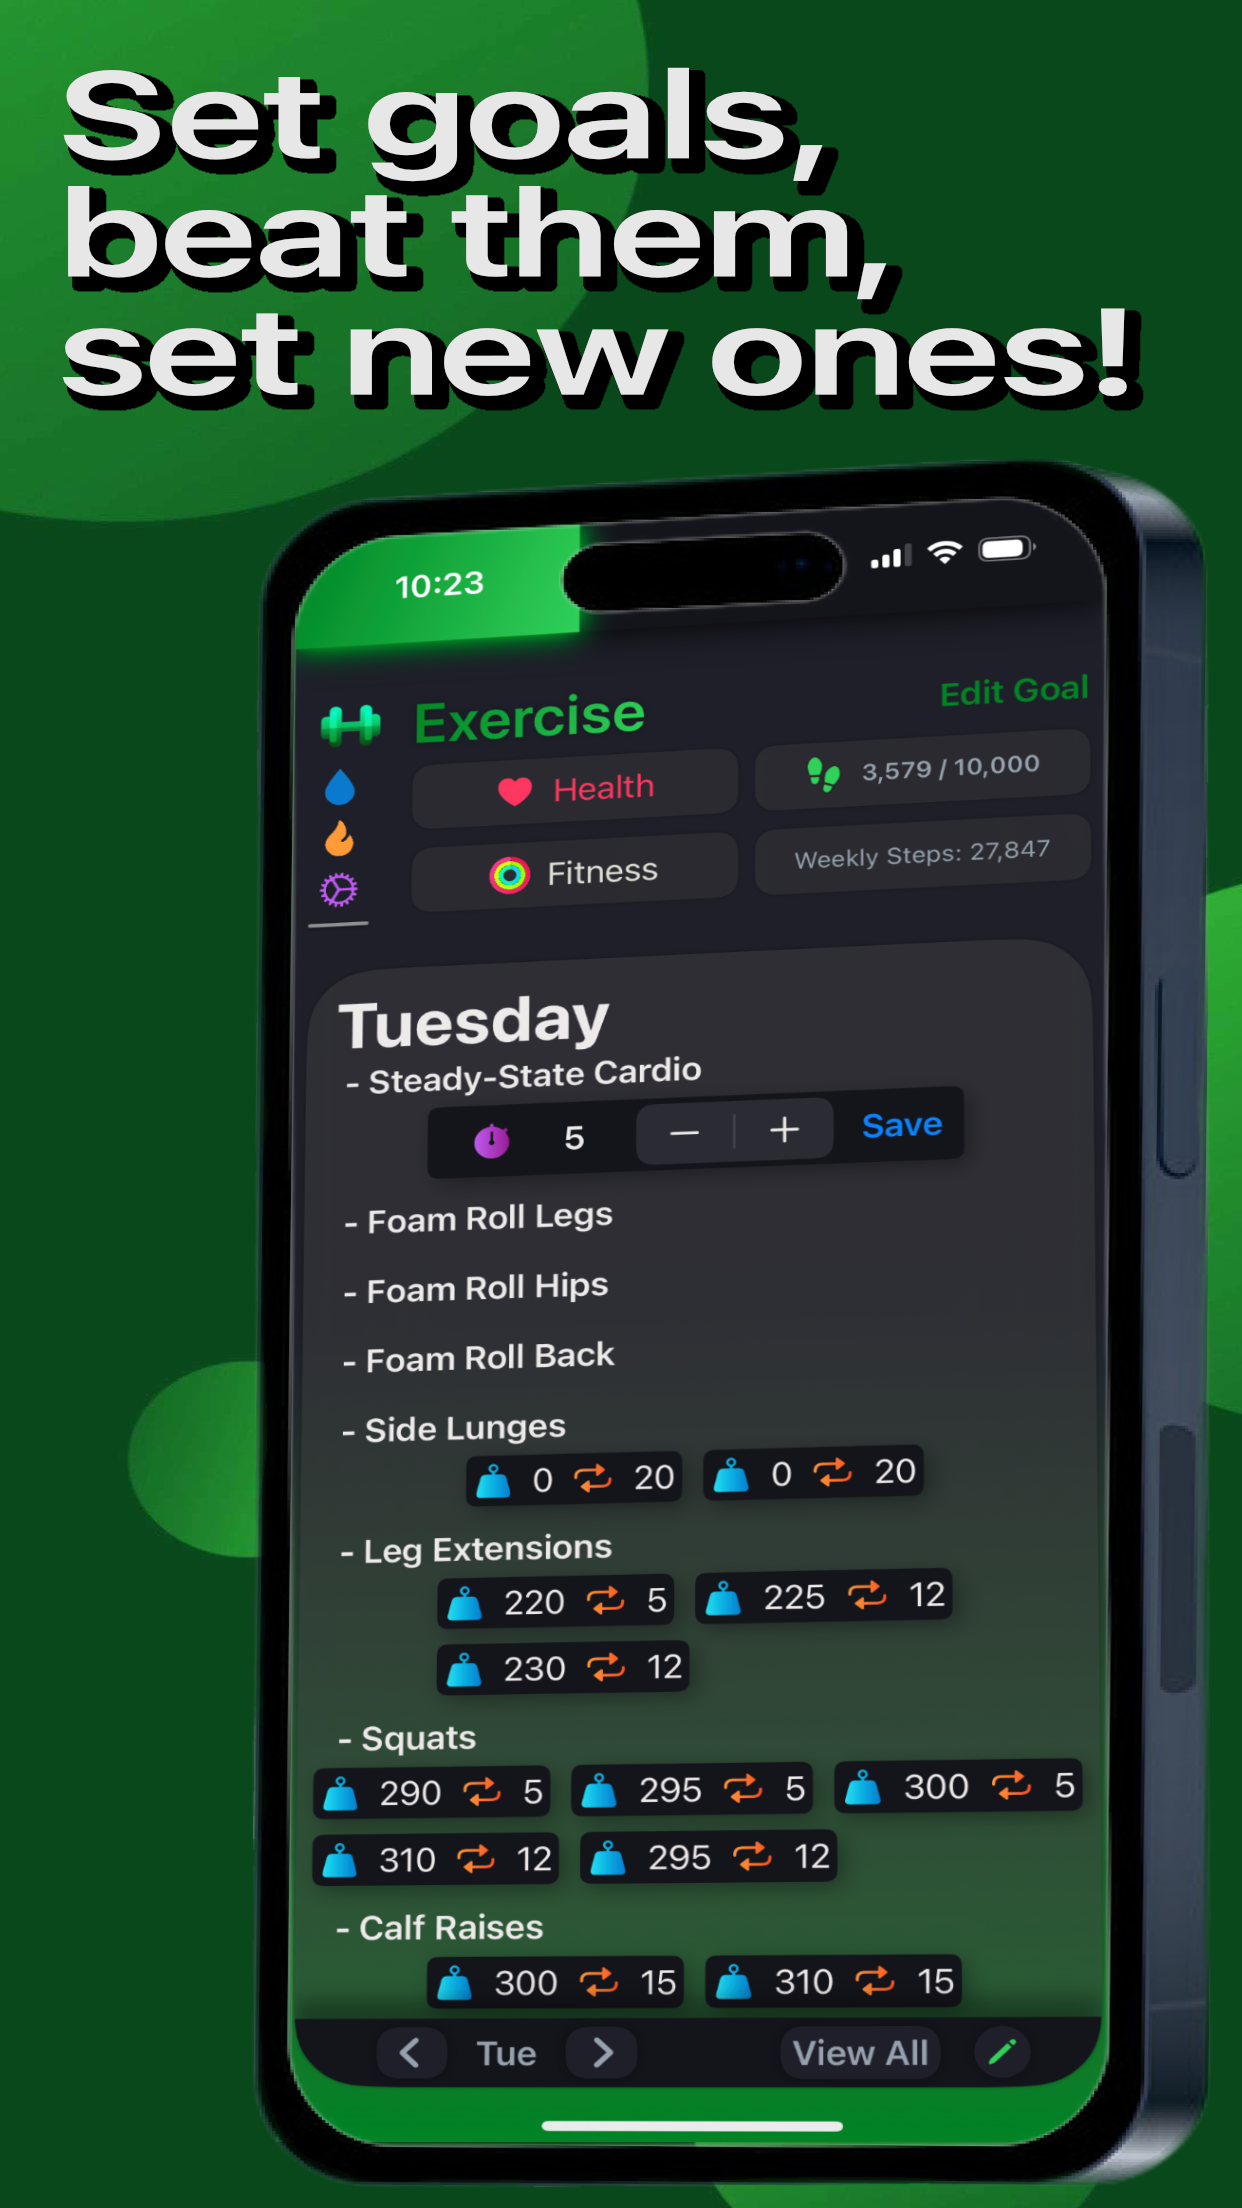 Set goals,
beat them,
set new ones!
10:23
Exercise
Edit Goal
Health
3,579 / 10,000
Fitness
Weekly Steps: 27,847
Tuesday
- Steady-State Cardio
5 − + Save
- Foam Roll Legs
- Foam Roll Hips
- Foam Roll Back
- Side Lunges
0 20 0 20
- Leg Extensions
220 5 225 12
230 12
- Squats
290 5 295 5 300 5
310 12 295 12
- Calf Raises
300 15 310 15
Tue View All